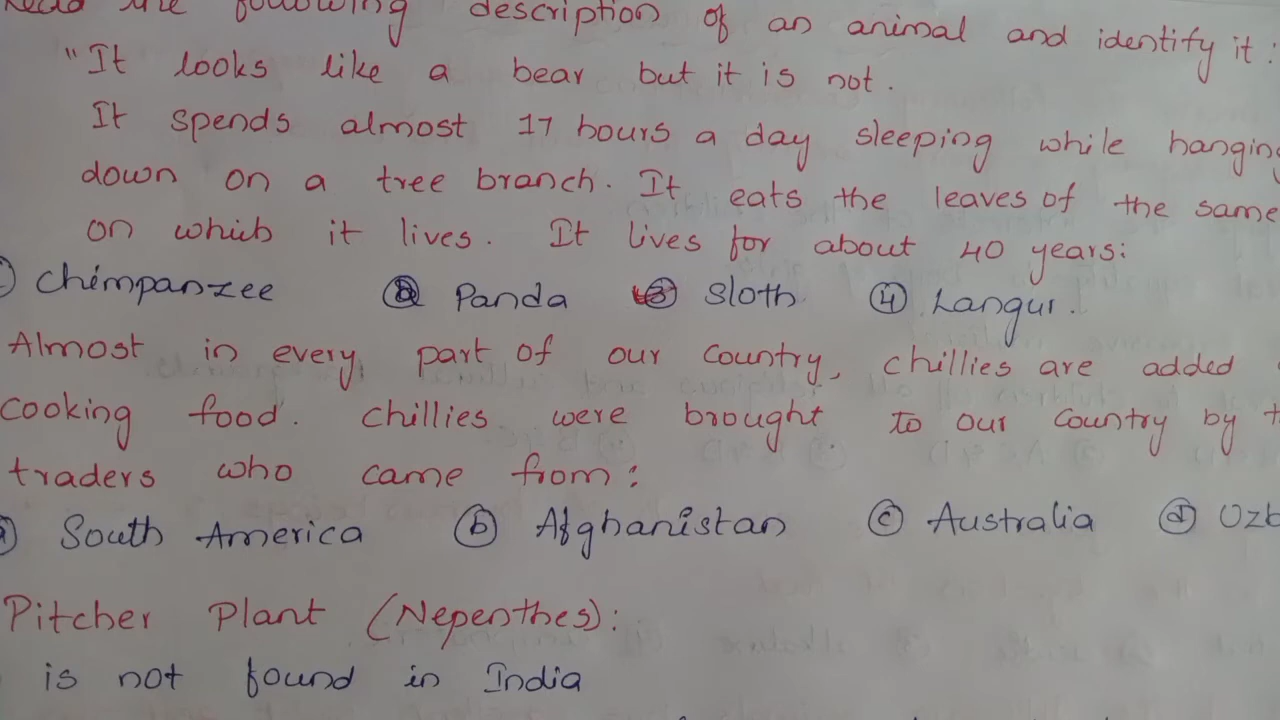 Read the following description of an animal and identify it:
"It looks like a bear but it is not.
It spends almost 17 hours a day sleeping while hanging
down on a tree branch. It eats the leaves of the same
on which it lives. It lives for about 40 years:
Chimpanzee Panda ③ Sloth ④ Langur.
Almost in every part of our country, chillies are added
cooking food. Chillies were brought to our country by
traders who came from:
a) South America ⓑ Afghanistan ⓒ Australia ⓓ Uzb
Pitcher Plant (Nepenthes):
is not found in India